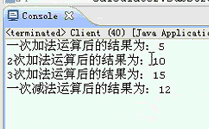 Console
<terminated> Client (40) [Java Application
一次加法运算后的结果为: 5
2次加法运算后的结果为: 10
3次加法运算后的结果为: 15
一次减法运算后的结果为: 12